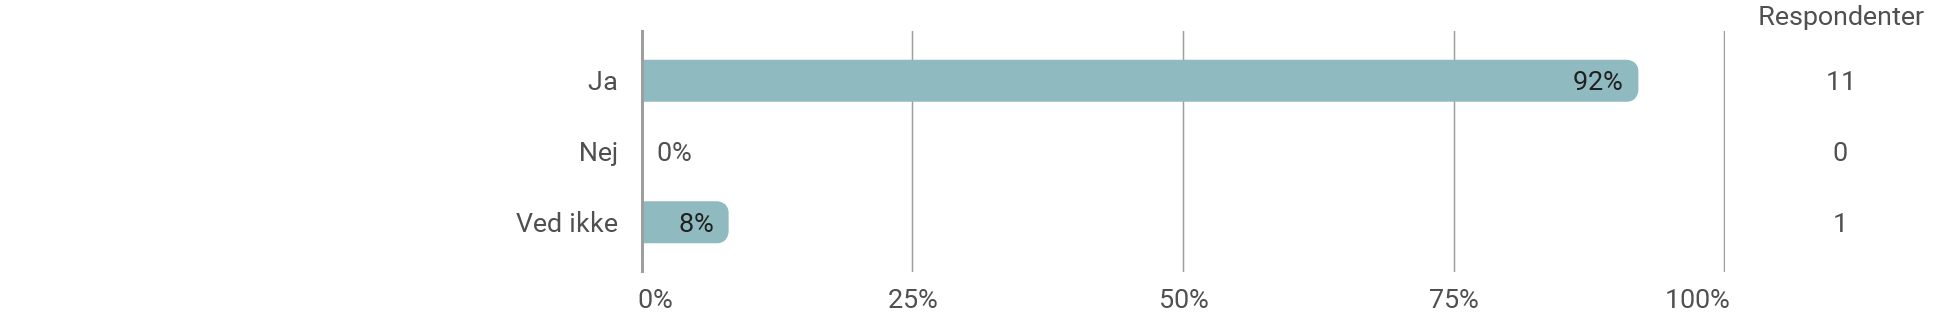 Respondenter
Ja 92% 11
Nej 0% 0
Ved ikke 8% 1
0% 25% 50% 75% 100%